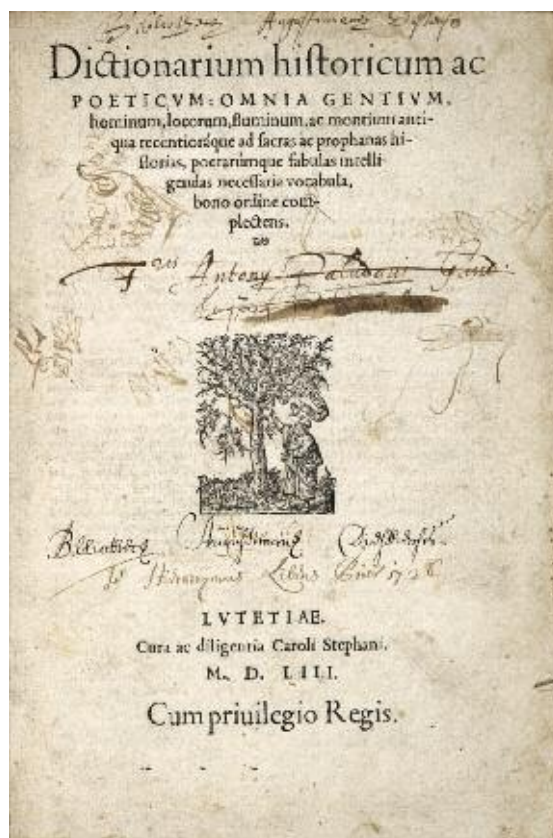 Dictionarium historicum ac
POETICVM: OMNIA GENTIVM,
hominum, locorum, fluminum, ac montium anti-
qua recentioráque ad sacras ac prophanas hi-
storias, poetarúmque fabulas intelli-
gendas necessaria vocabula,
bono ordine com-
plectens.
Antony
Hieronymus
LVTETIAE.
Cura ac diligentia Caroli Stephani.
M. D. LIII.
Cum priuilegio Regis.